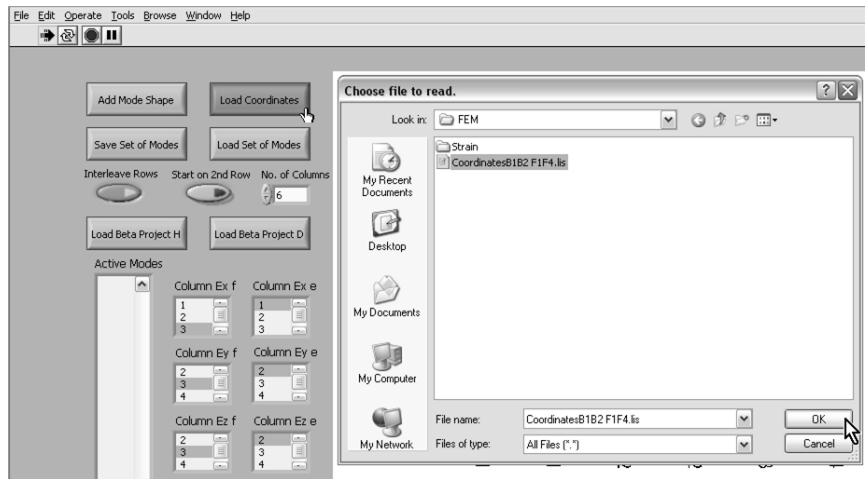 File Edit Operate Tools Browse Window Help
Add Mode Shape
Load Coordinates
Save Set of Modes
Load Set of Modes
Interleave Rows
Start on 2nd Row
No. of Columns
6
Load Beta Project H
Load Beta Project D
Active Modes
Column Ex f
Column Ex e
1
2
3
1
2
3
Column Ey f
Column Ey e
2
3
4
2
3
4
Column Ez f
Column Ez e
2
3
4
2
3
4
Choose file to read.
Look in:
FEM
My Recent
Documents
Desktop
My Documents
My Computer
My Network
Strain
CoordinatesB1B2 F1F4.lis
File name:
CoordinatesB1B2 F1F4.lis
OK
Files of type:
All Files (*.*)
Cancel